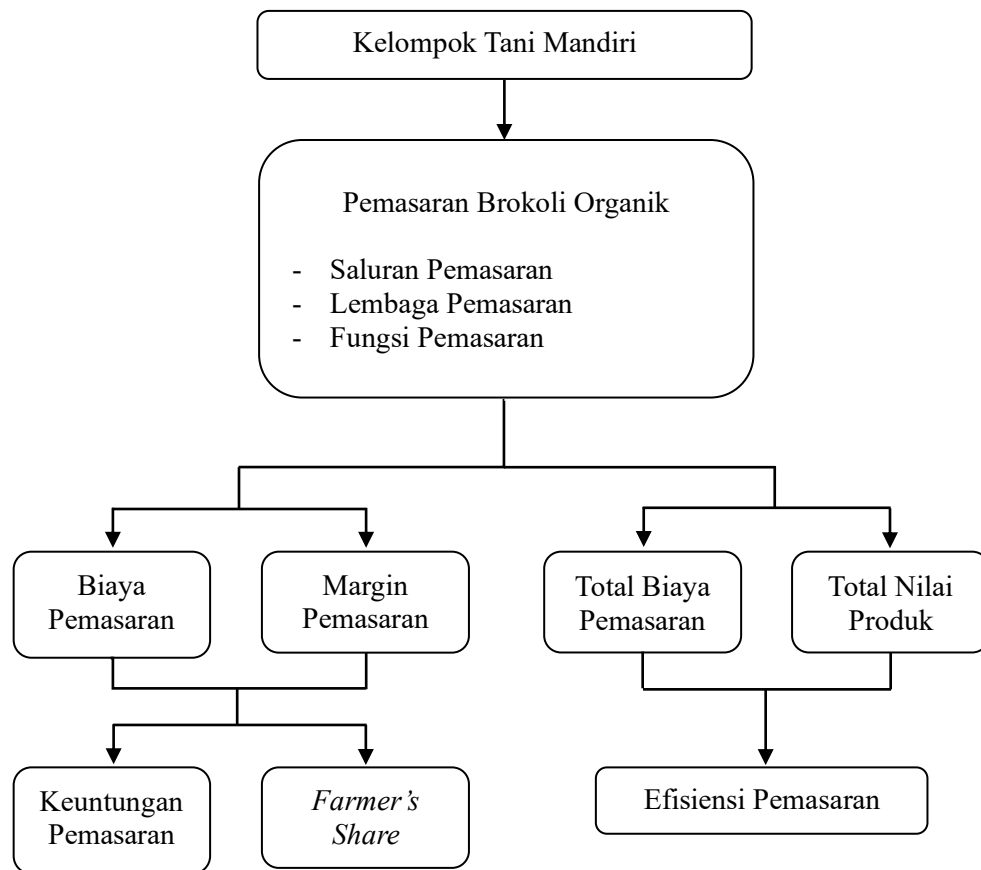 Kelompok Tani Mandiri
Pemasaran Brokoli Organik
- Saluran Pemasaran
- Lembaga Pemasaran
- Fungsi Pemasaran
Biaya
Pemasaran
Margin
Pemasaran
Total Biaya
Pemasaran
Total Nilai
Produk
Keuntungan
Pemasaran
Farmer’s
Share
Efisiensi Pemasaran